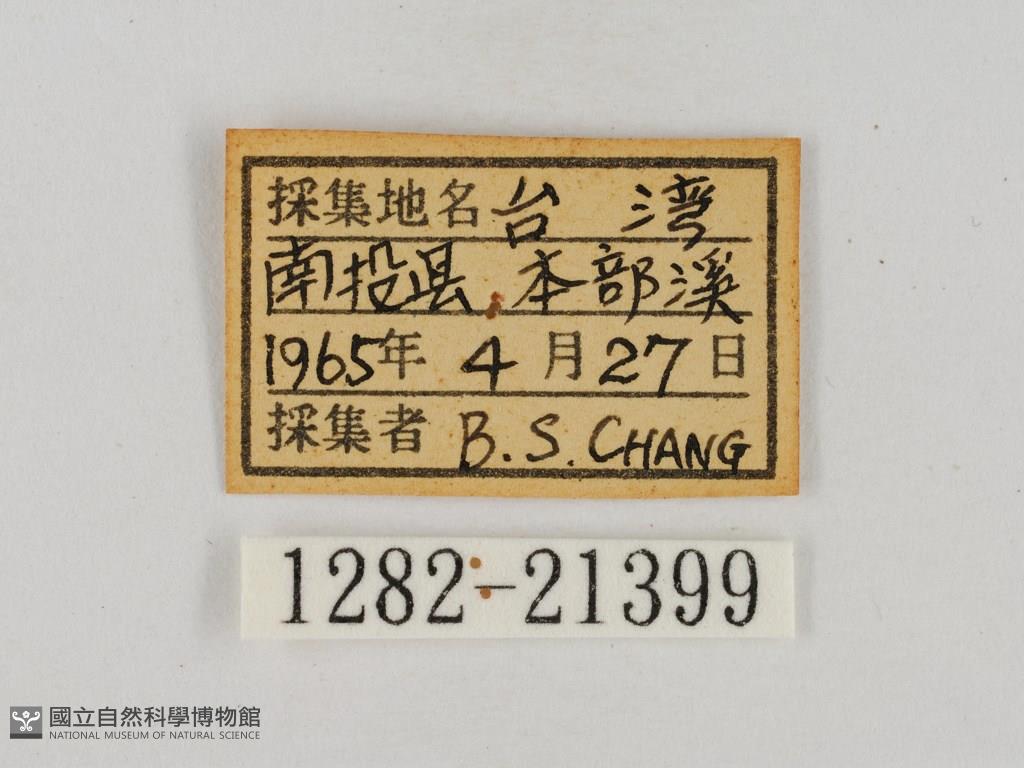 採集地名 台 湾
南投县 本部溪
1965年 4 月 27 日
採集者 B. S. CHANG
1282-21399
國立自然科學博物館
NATIONAL MUSEUM OF NATURAL SCIENCE